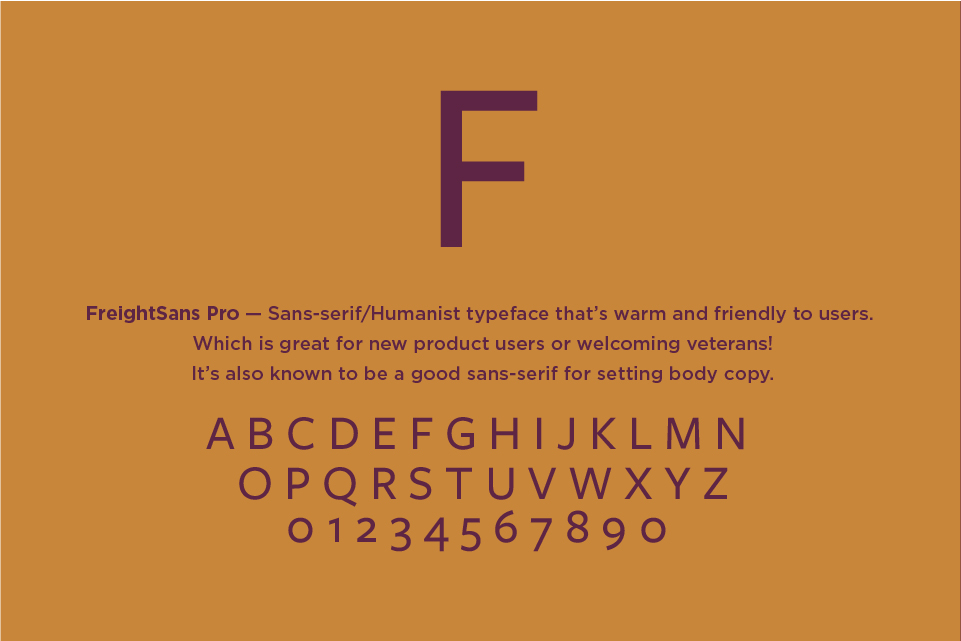 F
FreightSans Pro — Sans-serif/Humanist typeface that’s warm and friendly to users.
Which is great for new product users or welcoming veterans!
It’s also known to be a good sans-serif for setting body copy.
A B C D E F G H I J K L M N
O P Q R S T U V W X Y Z
0 1 2 3 4 5 6 7 8 9 0